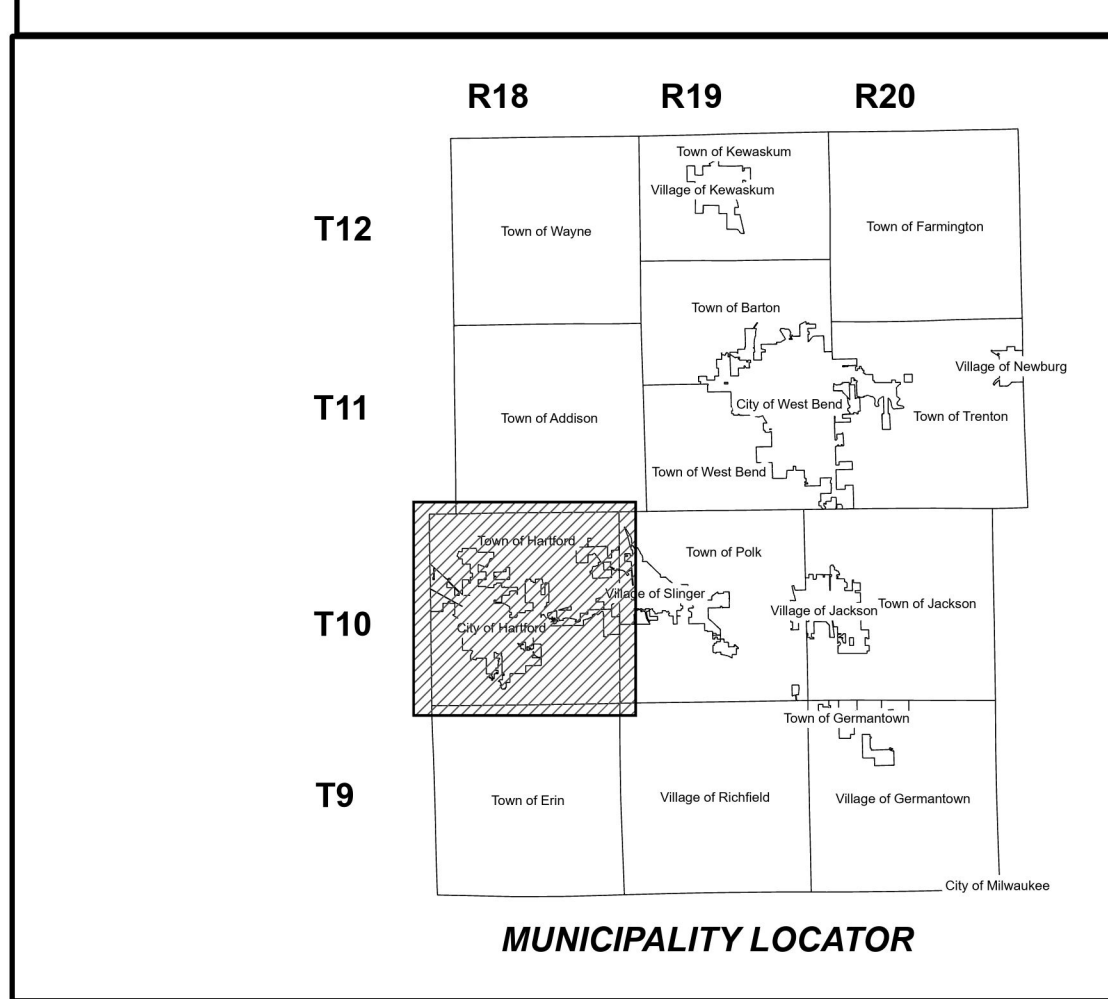 R18 R19 R20
Town of Kewaskum
Village of Kewaskum
T12
Town of Wayne
Town of Farmington
Town of Barton
Village of Newburg
T11
City of West Bend
Town of Addison
Town of Trenton
Town of West Bend
Town of Hartford
Town of Polk
Village of Slinger
T10
Village of Jackson
Town of Jackson
City of Hartford
Town of Germantown
T9
Town of Erin
Village of Richfield
Village of Germantown
City of Milwaukee
MUNICIPALITY LOCATOR